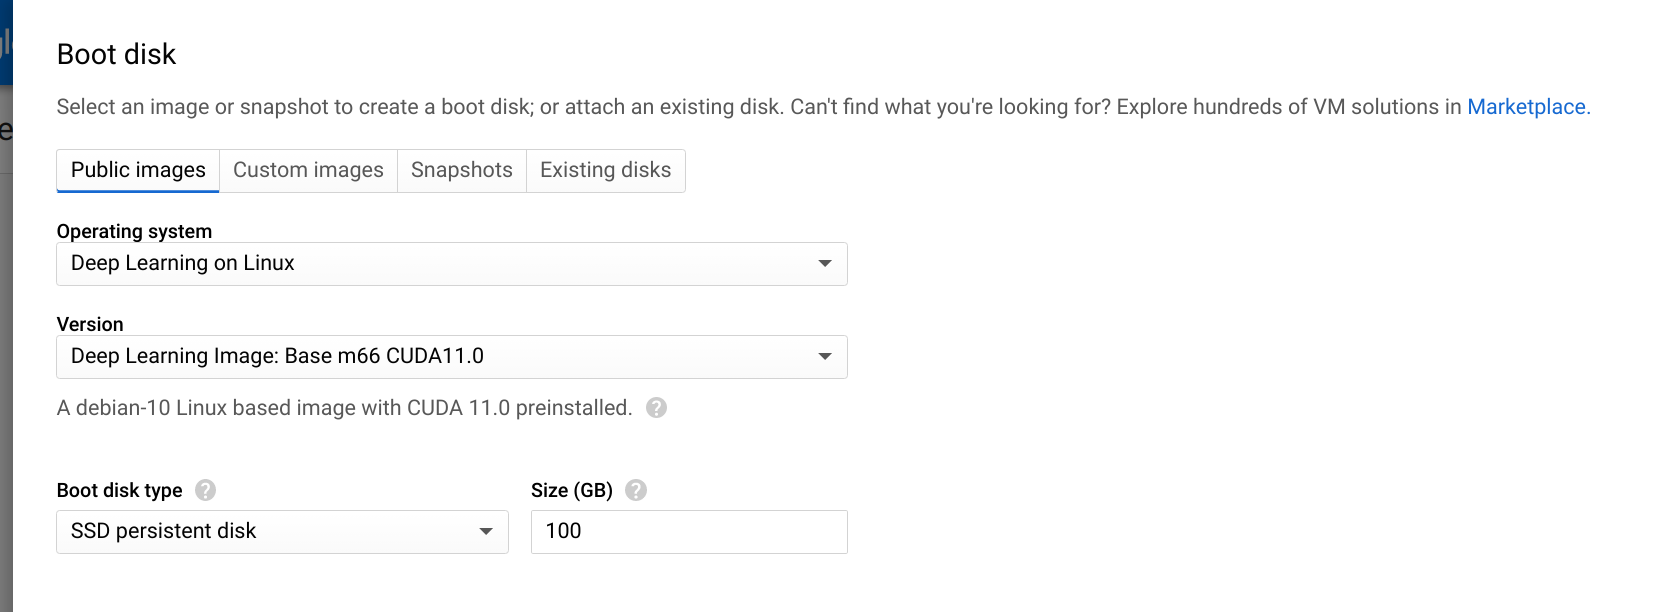 Boot disk
Select an image or snapshot to create a boot disk; or attach an existing disk. Can't find what you're looking for? Explore hundreds of VM solutions in Marketplace.
Public images Custom images Snapshots Existing disks
Operating system
Deep Learning on Linux
Version
Deep Learning Image: Base m66 CUDA11.0
A debian-10 Linux based image with CUDA 11.0 preinstalled. ?
Boot disk type ? Size (GB) ?
SSD persistent disk 100